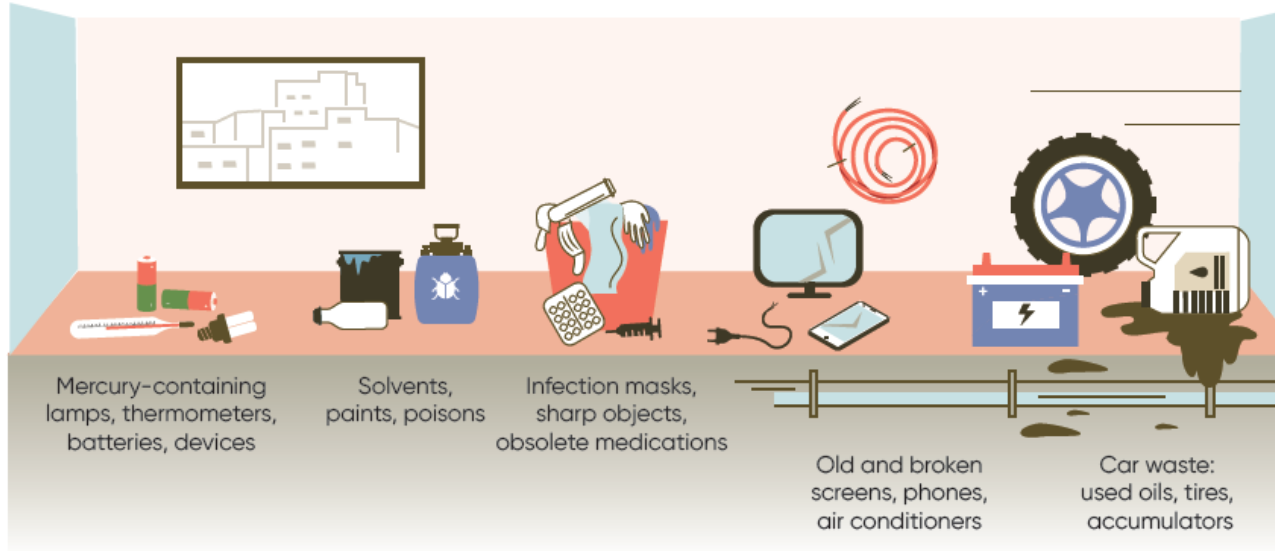 Mercury-containing
lamps, thermometers,
batteries, devices
Solvents,
paints, poisons
Infection masks,
sharp objects,
obsolete medications
Old and broken
screens, phones,
air conditioners
Car waste:
used oils, tires,
accumulators